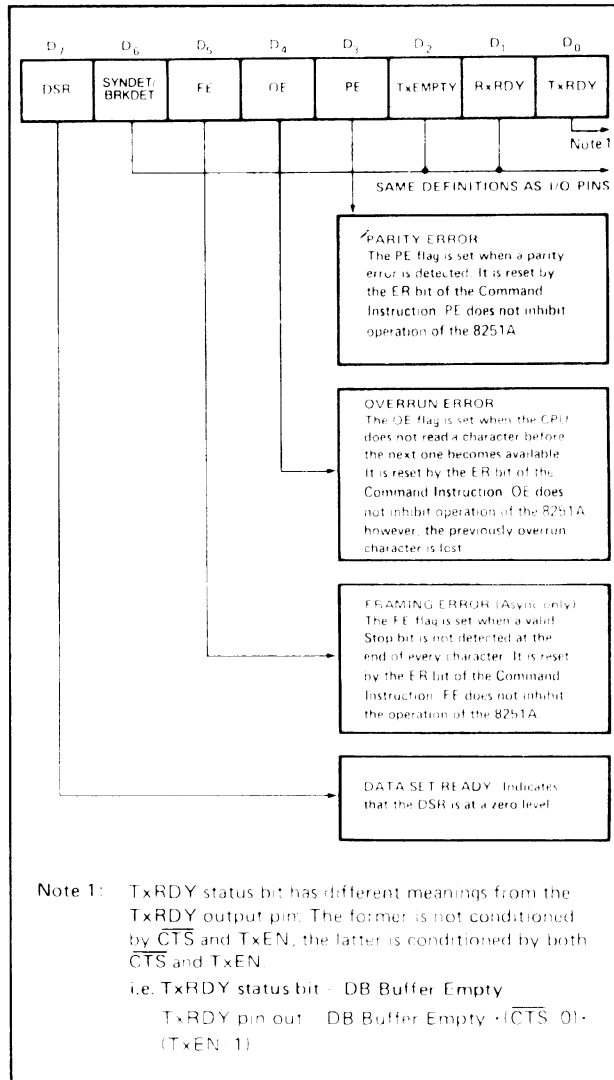 D7 D6 D5 D4 D3 D2 D1 D0
DSR SYNDET/ BRKDET FE OE PE TxEMPTY RxRDY TxRDY
Note 1
SAME DEFINITIONS AS I/O PINS
PARITY ERROR
The PE flag is set when a parity
error is detected. It is reset by
the ER bit of the Command
Instruction. PE does not inhibit
operation of the 8251A
OVERRUN ERROR
The OE flag is set when the CPU
does not read a character before
the next one becomes available
It is reset by the ER bit of the
Command Instruction. OE does
not inhibit operation of the 8251A
however, the previously overrun
character is lost
FRAMING ERROR (Async only)
The FE flag is set when a valid
Stop bit is not detected at the
end of every character. It is reset
by the ER bit of the Command
Instruction. FE does not inhibit
the operation of the 8251A
DATA SET READY Indicates
that the DSR is at a zero level
Note 1: TxRDY status bit has different meanings from the
TxRDY output pin. The former is not conditioned
by C̅T̅S̅ and TxEN, the latter is conditioned by both
C̅T̅S̅ and TxEN.
i.e. TxRDY status bit - DB Buffer Empty
TxRDY pin out DB Buffer Empty •(C̅T̅S̅ 0)•
(TxEN 1)